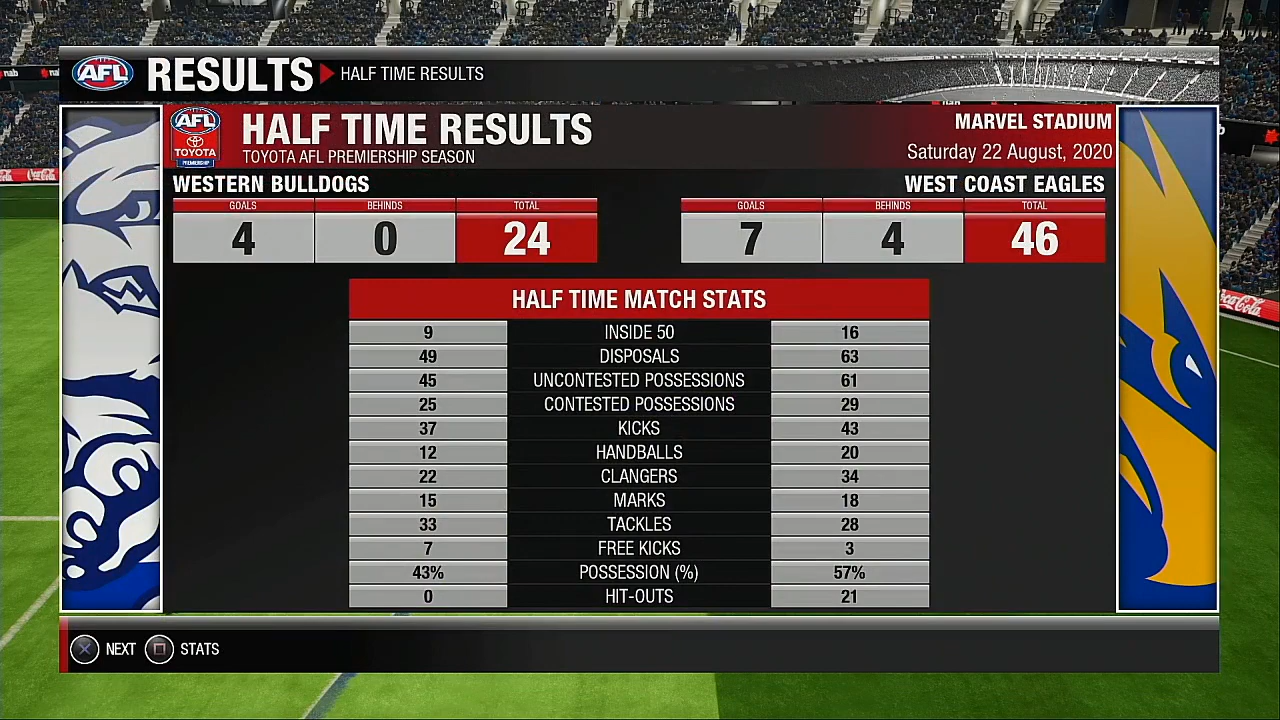 nab
AFL RESULTS HALF TIME RESULTS
AFL
TOYOTA
PREMIERSHIP
HALF TIME RESULTS
TOYOTA AFL PREMIERSHIP SEASON
MARVEL STADIUM
Saturday 22 August, 2020
WESTERN BULLDOGS
WEST COAST EAGLES
GOALS BEHINDS TOTAL GOALS BEHINDS TOTAL
4 0 24 7 4 46
HALF TIME MATCH STATS
9 INSIDE 50 16
49 DISPOSALS 63
45 UNCONTESTED POSSESSIONS 61
25 CONTESTED POSSESSIONS 29
37 KICKS 43
12 HANDBALLS 20
22 CLANGERS 34
15 MARKS 18
33 TACKLES 28
7 FREE KICKS 3
43% POSSESSION (%) 57%
0 HIT-OUTS 21
Coca-Cola
NEXT STATS